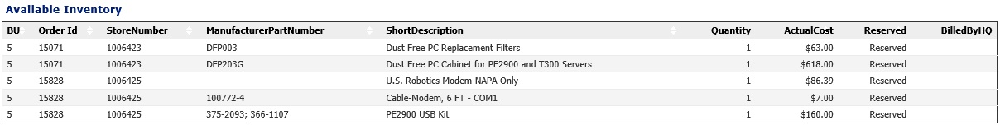 Available Inventory
BU Order Id StoreNumber ManufacturerPartNumber ShortDescription Quantity ActualCost Reserved BilledByHQ
5 15071 1006423 DFP003 Dust Free PC Replacement Filters 1 $63.00 Reserved
5 15071 1006423 DFP203G Dust Free PC Cabinet for PE2900 and T300 Servers 1 $618.00 Reserved
5 15828 1006425 U.S. Robotics Modem-NAPA Only 1 $86.39 Reserved
5 15828 1006425 100772-4 Cable-Modem, 6 FT - COM1 1 $7.00 Reserved
5 15828 1006425 375-2093; 366-1107 PE2900 USB Kit 1 $160.00 Reserved